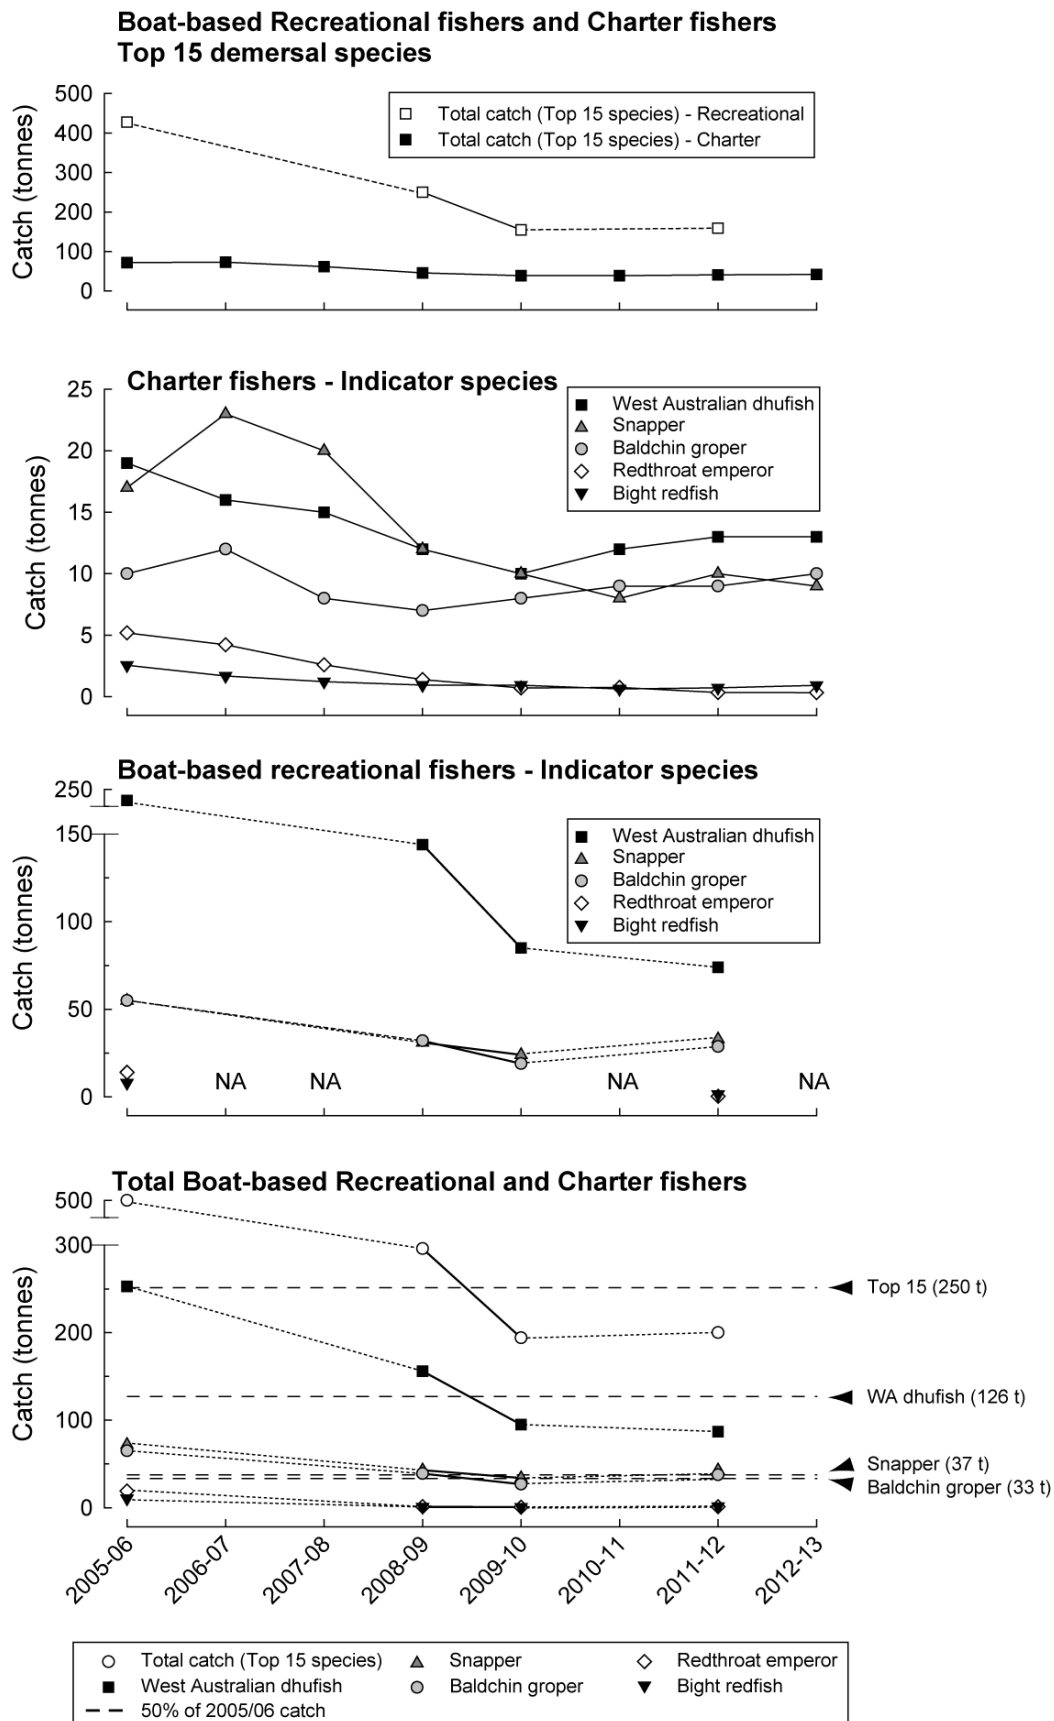 Boat-based Recreational fishers and Charter fishers
Top 15 demersal species
500
400
300
200
100
0
Catch (tonnes)
Total catch (Top 15 species) - Recreational
Total catch (Top 15 species) - Charter
Charter fishers - Indicator species
25
20
15
10
5
0
Catch (tonnes)
West Australian dhufish
Snapper
Baldchin groper
Redthroat emperor
Bight redfish
Boat-based recreational fishers - Indicator species
250
150
100
50
0
Catch (tonnes)
West Australian dhufish
Snapper
Baldchin groper
Redthroat emperor
Bight redfish
NA NA NA NA
Total Boat-based Recreational and Charter fishers
500
300
200
100
0
Catch (tonnes)
Top 15 (250 t)
WA dhufish (126 t)
Snapper (37 t)
Baldchin groper (33 t)
2005-06 2006-07 2007-08 2008-09 2009-10 2010-11 2011-12 2012-13
Total catch (Top 15 species) Snapper Redthroat emperor
West Australian dhufish Baldchin groper Bight redfish
50% of 2005/06 catch